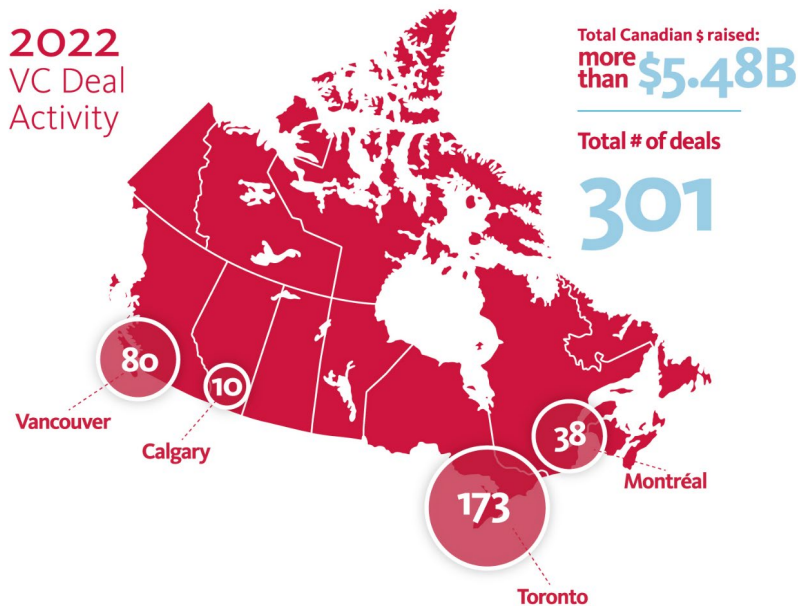 2022
VC Deal
Activity
Total Canadian $ raised:
more
than $5.48B
Total # of deals
301
80
Vancouver
10
Calgary
38
Montréal
173
Toronto